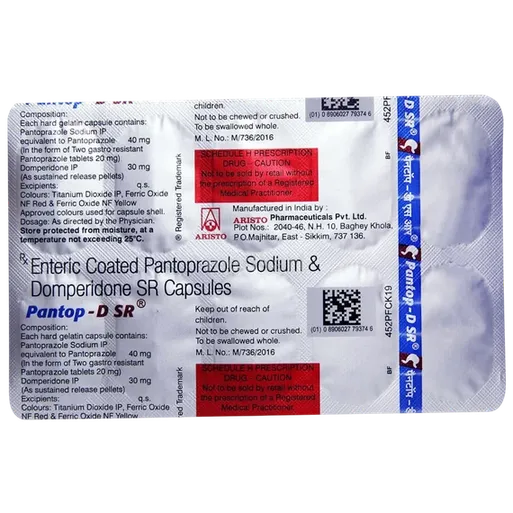 Pantop - D SR
Composition:
Each hard gelatin capsule contains:
Pantoprazole Sodium IP
equivalent to Pantoprazole 40 mg
(In the form of Two gastro resistant
Pantoprazole tablets 20 mg)
Domperidone IP 30 mg
(As sustained release pellets)
Excipients: q.s.
Colours: Titanium Dioxide IP, Ferric Oxide
NF Red & Ferric Oxide NF Yellow
Approved colours used for capsule shell.
Dosage: As directed by the Physician.
Store protected from moisture, at a
temperature not exceeding 25°C.
® Registered Trademark
children.
Not to be chewed or crushed.
To be swallowed whole.
M. L. No.: M/736/2016
(01) 0 8906027 79374 6
452PF
BF
SCHEDULE H PRESCRIPTION
DRUG - CAUTION
Not to be sold by retail without
the prescription of a Registered
Medical Practitioner.
Manufactured in India by :
ARISTO Pharmaceuticals Pvt. Ltd.
Plot Nos.: 2040-46, N.H. 10, Baghey Khola,
P.O.Majhitar, East - Sikkim, 737 136.
ARISTO
Rx Enteric Coated Pantoprazole Sodium &
Domperidone SR Capsules
Pantop - D SR®
Composition:
Each hard gelatin capsule contains:
Pantoprazole Sodium IP
equivalent to Pantoprazole 40 mg
(In the form of Two gastro resistant
Pantoprazole tablets 20 mg)
Domperidone IP 30 mg
(As sustained release pellets)
Excipients: q.s.
Colours: Titanium Dioxide IP, Ferric Oxide
NF Red & Ferric Oxide NF Yellow
Trademark
Keep out of reach of
children.
Not to be chewed or crushed.
To be swallowed whole.
M. L. No.: M/736/2016
(01) 0 8906027 79374 6
452PFCK19
BF
SCHEDULE H PRESCRIPTION
DRUG - CAUTION
Not to be sold by retail without
the prescription of a Registered
Medical Practitioner.
D SR®
पैन्टोप - डी एस आर®
Pantop - D SR®
पैन्टोप - डी